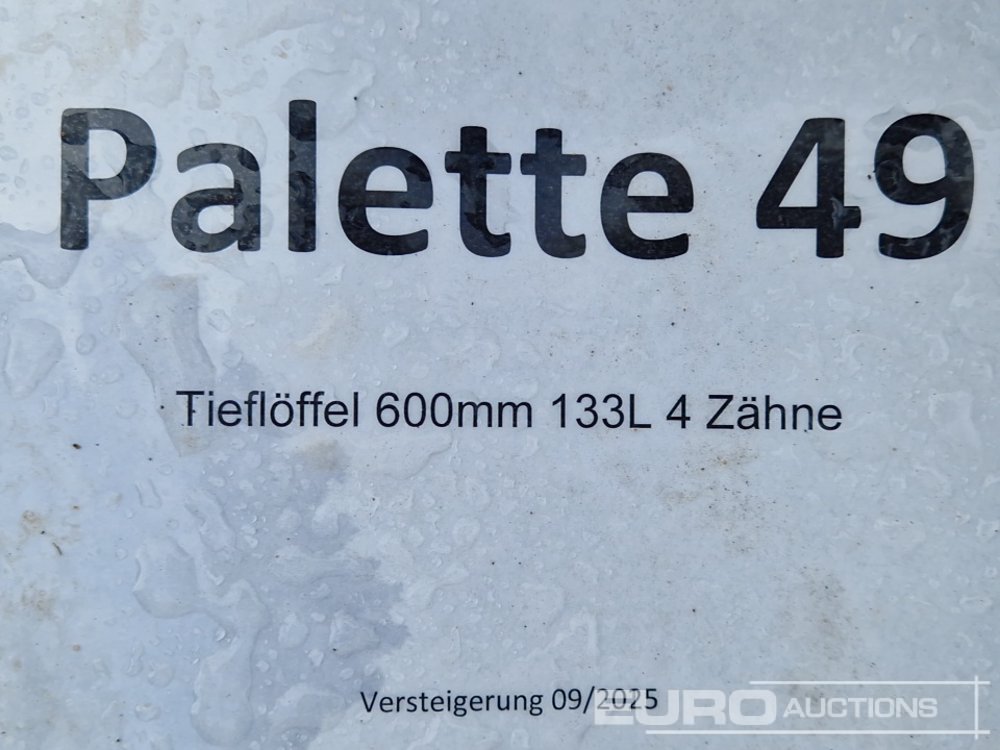 Palette 49
Tieflöffel 600mm 133L 4 Zähne
Versteigerung 09/2025
EURO AUCTIONS